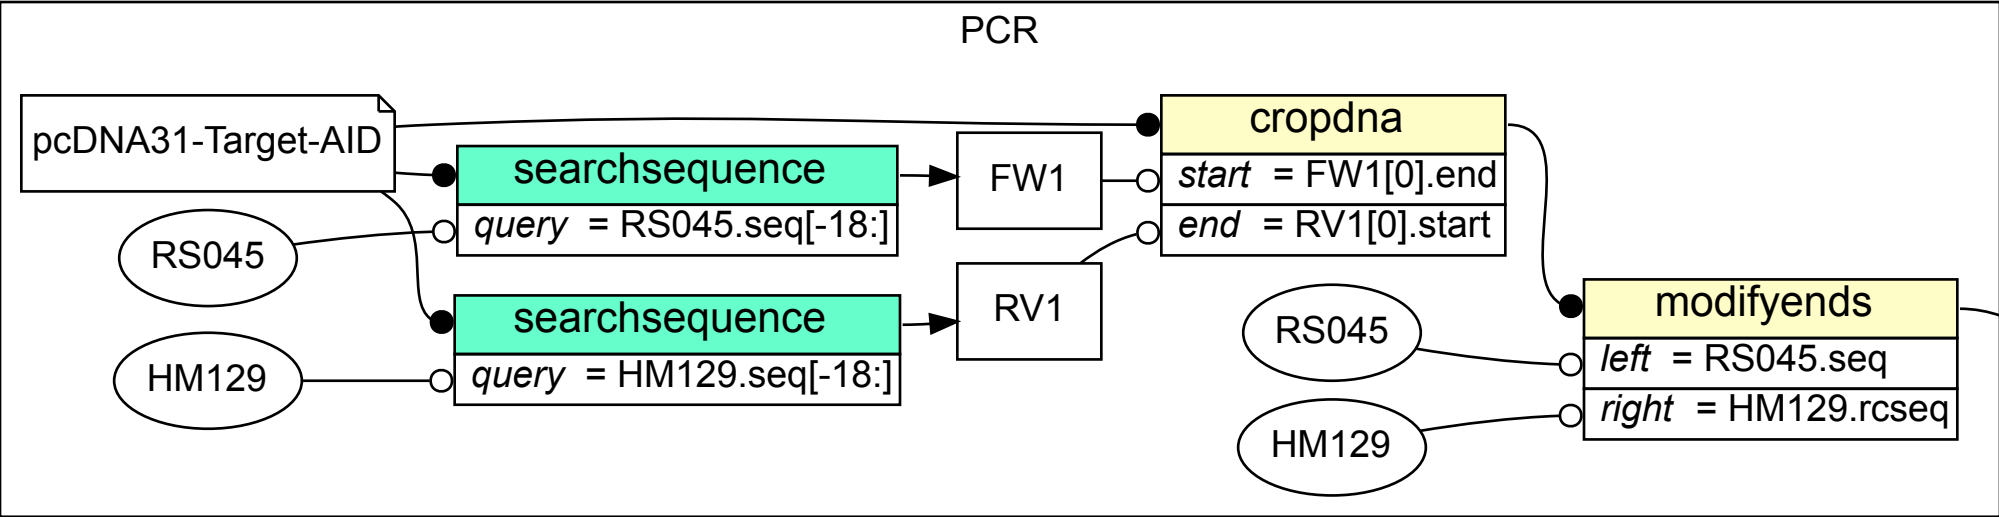 PCR
pcDNA31-Target-AID
searchsequence
query = RS045.seq[-18:]
RS045
HM129
searchsequence
query = HM129.seq[-18:]
FW1
RV1
cropdna
start = FW1[0].end
end = RV1[0].start
RS045
HM129
modifyends
left = RS045.seq
right = HM129.rcseq